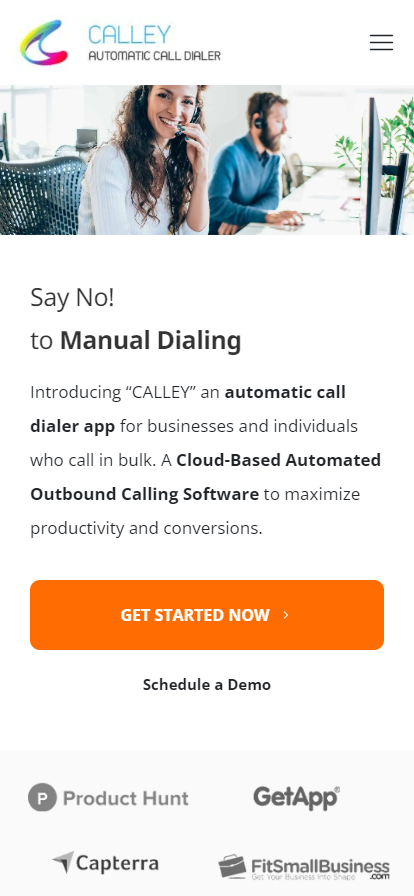 CALLEY
AUTOMATIC CALL DIALER
Say No!
to Manual Dialing
Introducing “CALLEY” an automatic call
dialer app for businesses and individuals
who call in bulk. A Cloud-Based Automated
Outbound Calling Software to maximize
productivity and conversions.
GET STARTED NOW
Schedule a Demo
P Product Hunt
GetApp®
Capterra
FitSmallBusiness
Get Your Business Into Shape .com